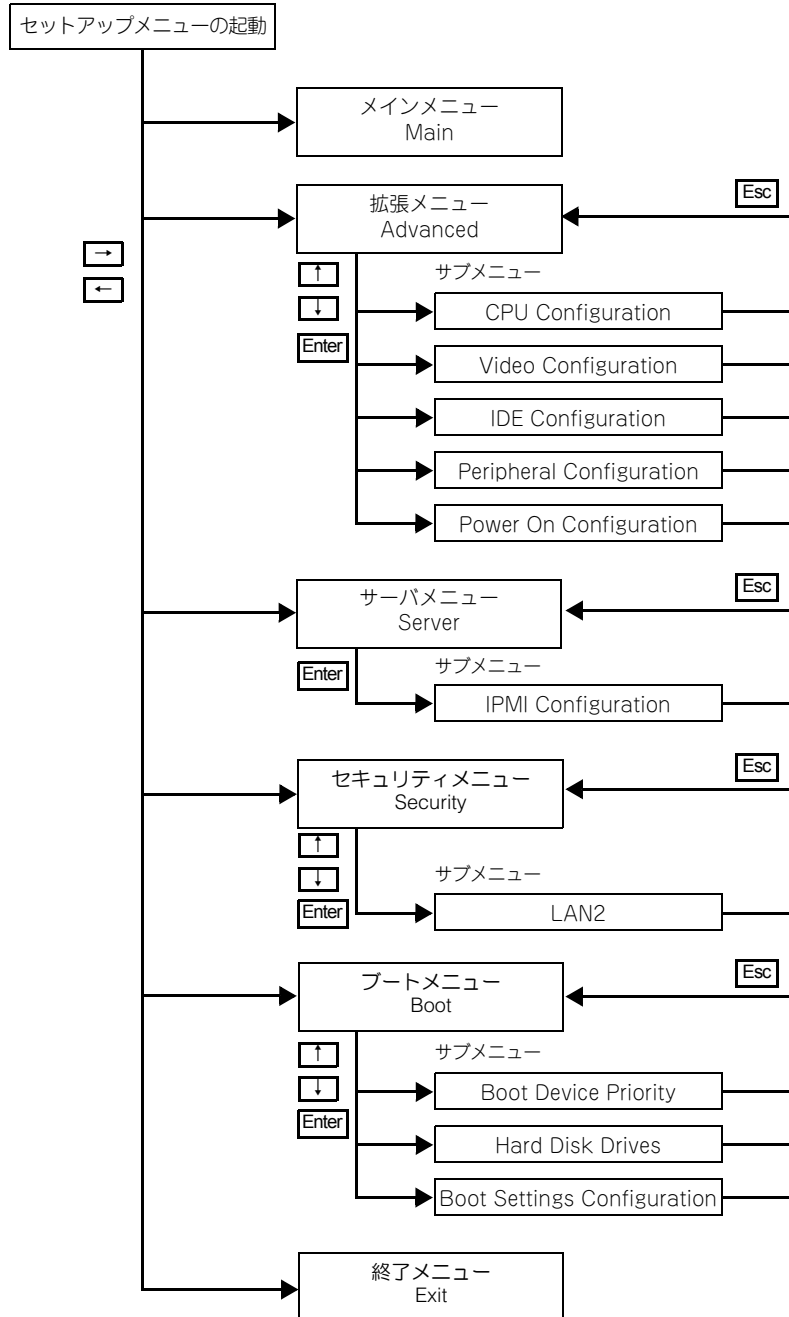 セットアップメニューの起動
メインメニュー
Main
Esc
拡張メニュー
Advanced
→
←
↑
↓
Enter
サブメニュー
CPU Configuration
Video Configuration
IDE Configuration
Peripheral Configuration
Power On Configuration
Esc
サーバメニュー
Server
Enter
サブメニュー
IPMI Configuration
Esc
セキュリティメニュー
Security
↑
↓
Enter
サブメニュー
LAN2
Esc
ブートメニュー
Boot
↑
↓
Enter
サブメニュー
Boot Device Priority
Hard Disk Drives
Boot Settings Configuration
終了メニュー
Exit